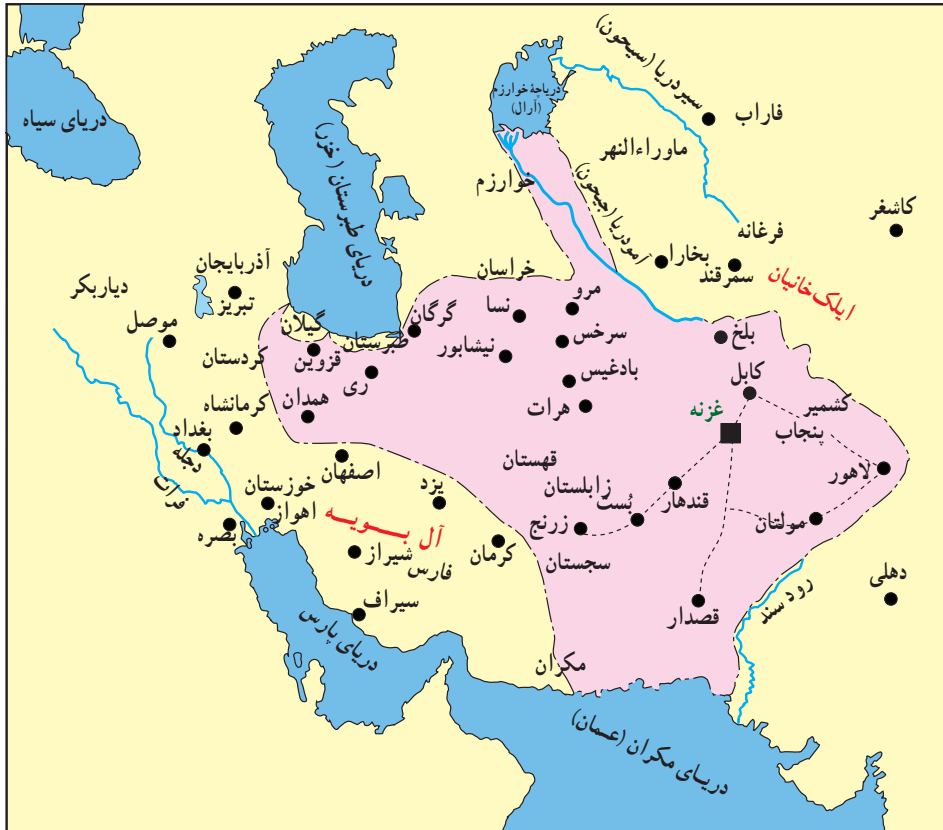 دریای سیاه
دریای طبرستان (خزر)
دریاچهٔ خوارزم
(آرال)
سیردریا (سیحون)
فاراب
ماوراءالنهر
خوارزم
آمودریا (جیحون)
کاشغر
فرغانه
بخارا
سمرقند
ایلک‌خانیان
آذربایجان
تبریز
دیاربکر
موصل
خراسان
مرو
نسا
گرگان
سرخس
بلخ
گیلان
طبرستان
نیشابور
کردستان
قزوین
ری
بادغیس
کابل
کشمیر
همدان
هرات
غزنه
پنجاب
کرمانشاه
بغداد
دجله
فرات
اصفهان
قهستان
لاهور
خوزستان
اهواز
یزد
زابلستان
قندهار
بُست
زرنج
مولتان
آل بـــویـــه
بصره
شیراز
فارس
کرمان
سجستان
سیراف
قصدار
رود سند
دهلی
دریای پارس
مکران
دریـای مکران (عـمان)